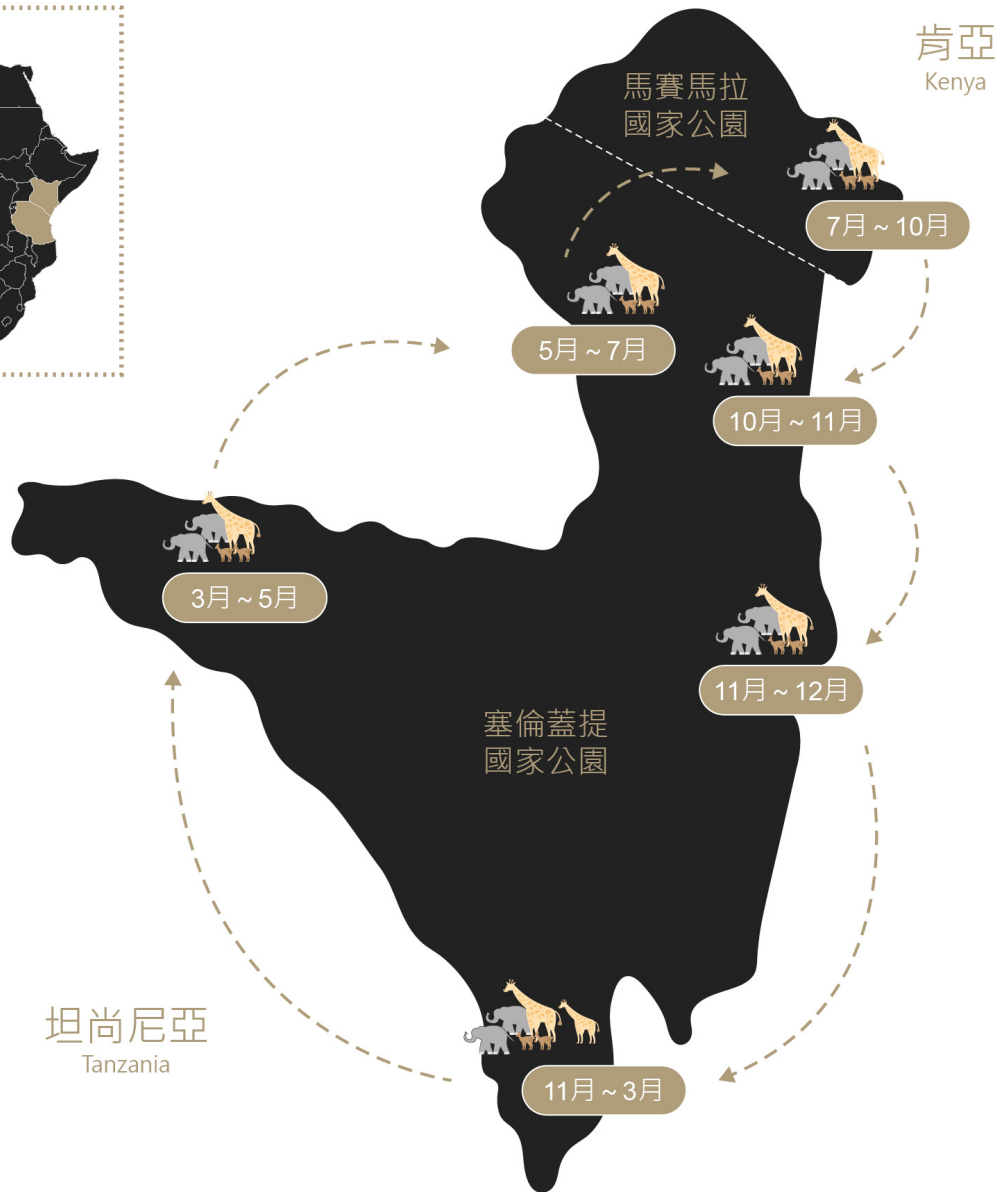 肯亞
Kenya
馬賽馬拉
國家公園
7月 ~ 10月
5月 ~ 7月
10月 ~ 11月
3月 ~ 5月
11月 ~ 12月
塞倫蓋提
國家公園
坦尚尼亞
Tanzania
11月 ~ 3月